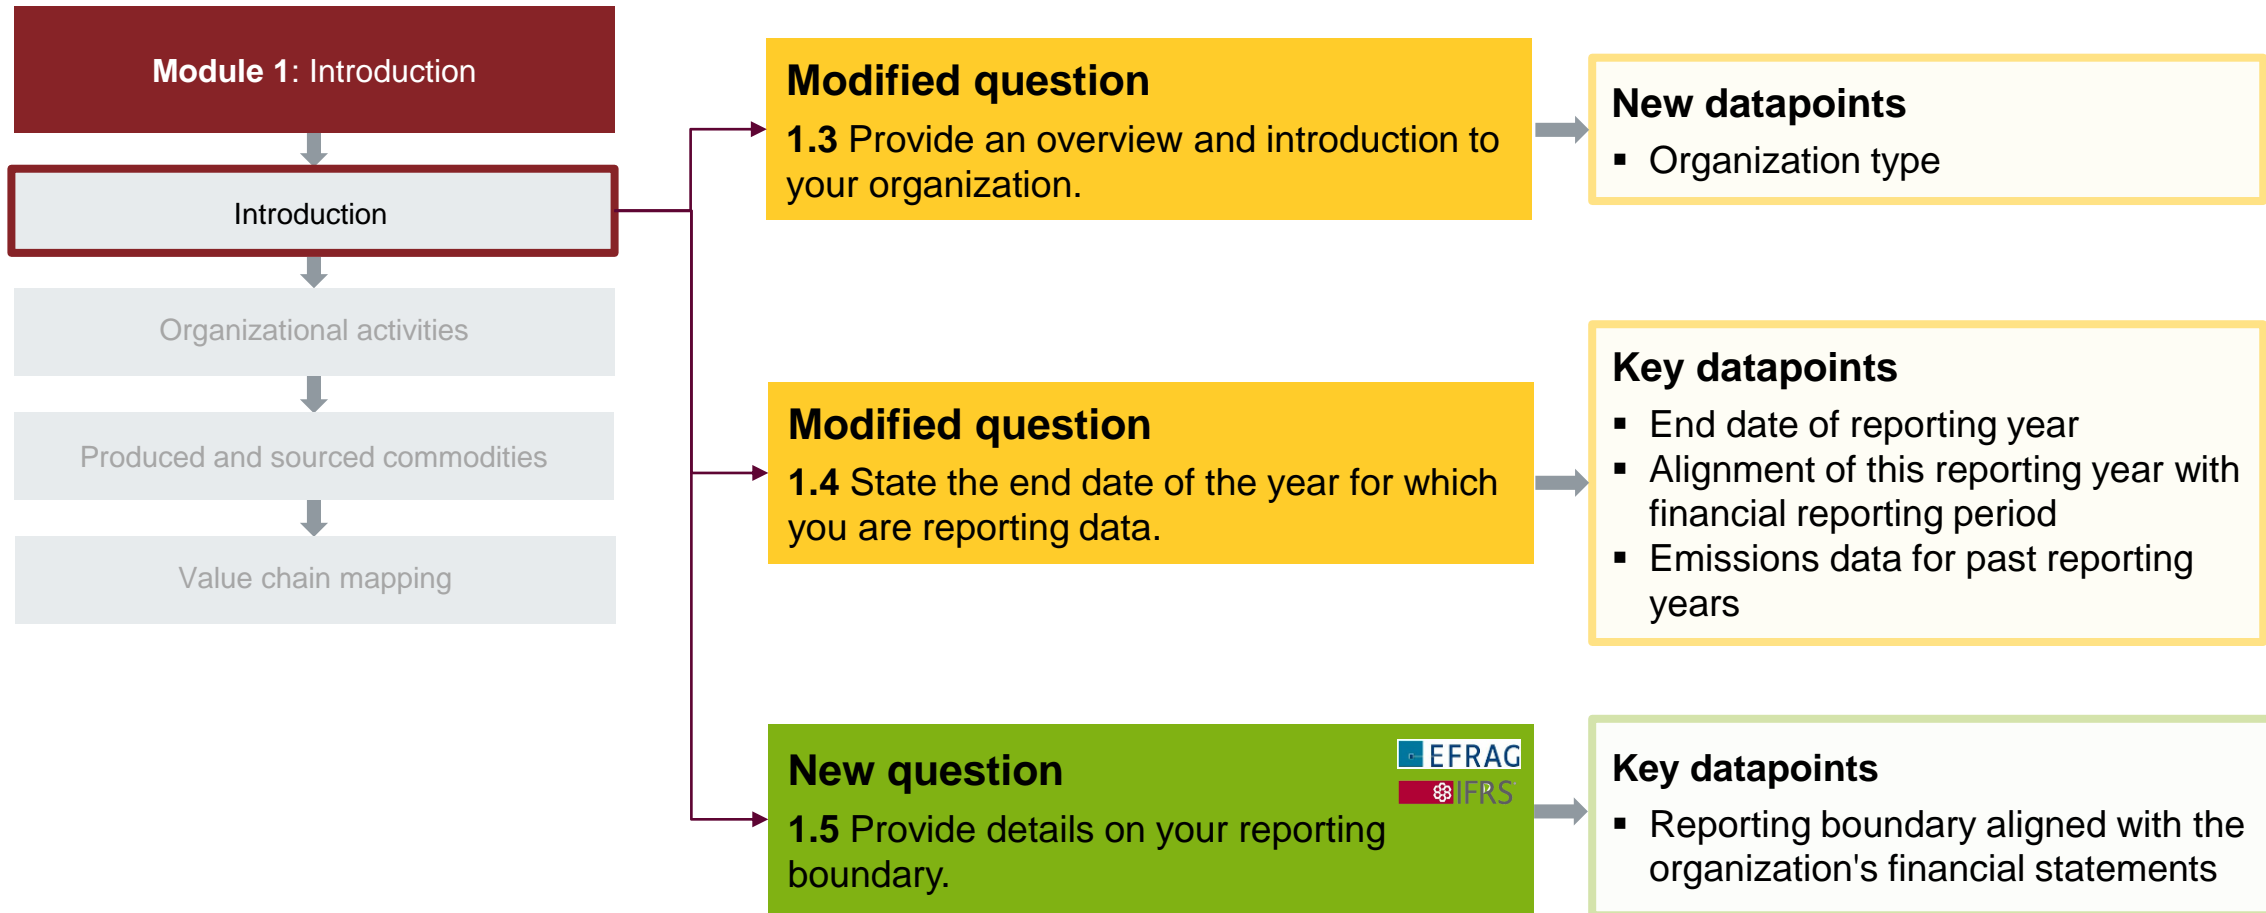 Module 1: Introduction
Introduction
Organizational activities
Produced and sourced commodities
Value chain mapping
Modified question
1.3 Provide an overview and introduction to
your organization.
New datapoints
▪ Organization type
Modified question
1.4 State the end date of the year for which
you are reporting data.
Key datapoints
▪ End date of reporting year
▪ Alignment of this reporting year with
financial reporting period
▪ Emissions data for past reporting
years
New question
EFRAG
IFRS
1.5 Provide details on your reporting
boundary.
Key datapoints
▪ Reporting boundary aligned with the
organization's financial statements